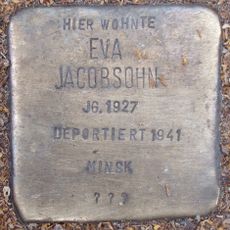 HIER WOHNTE
EVA
JACOBSOHN
JG. 1927
DEPORTIERT 1941
MINSK
? ? ?